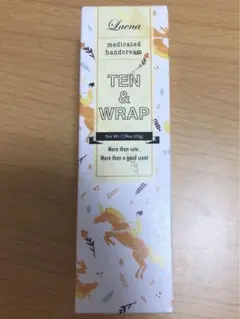 Laena
medicated
handcream
TEN
&
WRAP
More than cute,
More than a good scent